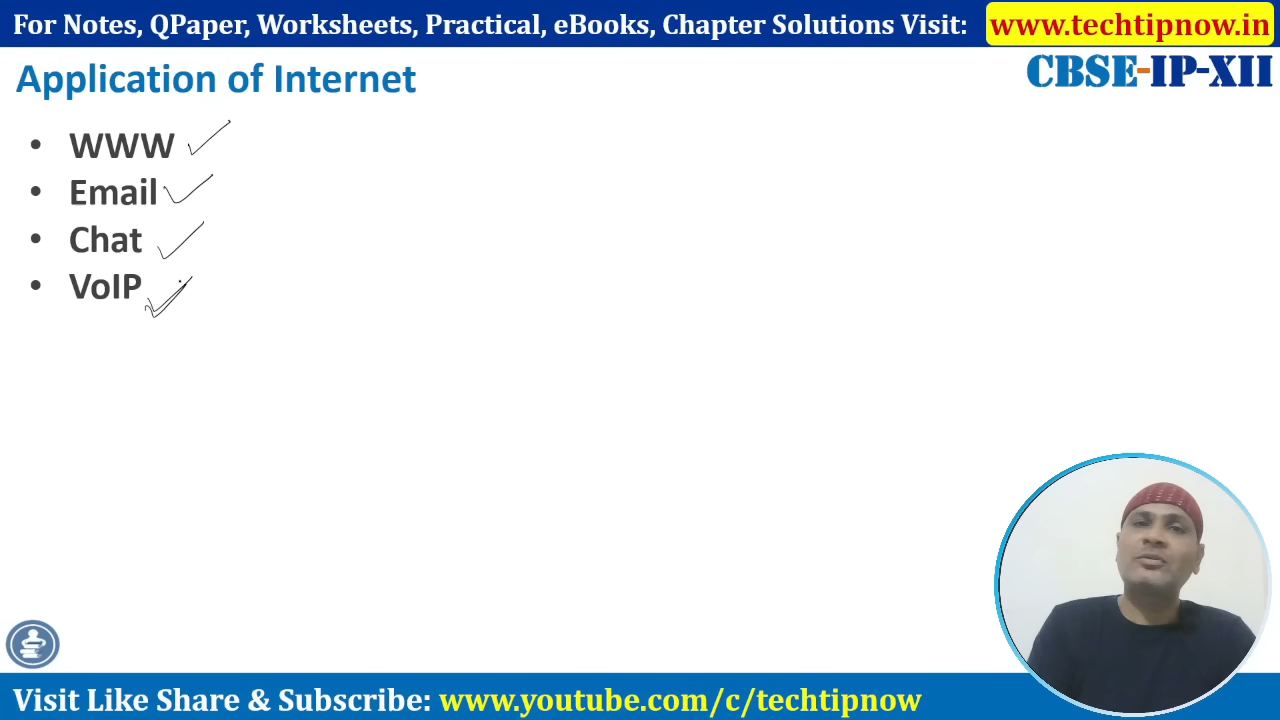 For Notes, QPaper, Worksheets, Practical, eBooks, Chapter Solutions Visit: www.techtipnow.in
Application of Internet
CBSE-IP-XII
• WWW
• Email
• Chat
• VoIP
Visit Like Share & Subscribe: www.youtube.com/c/techtipnow